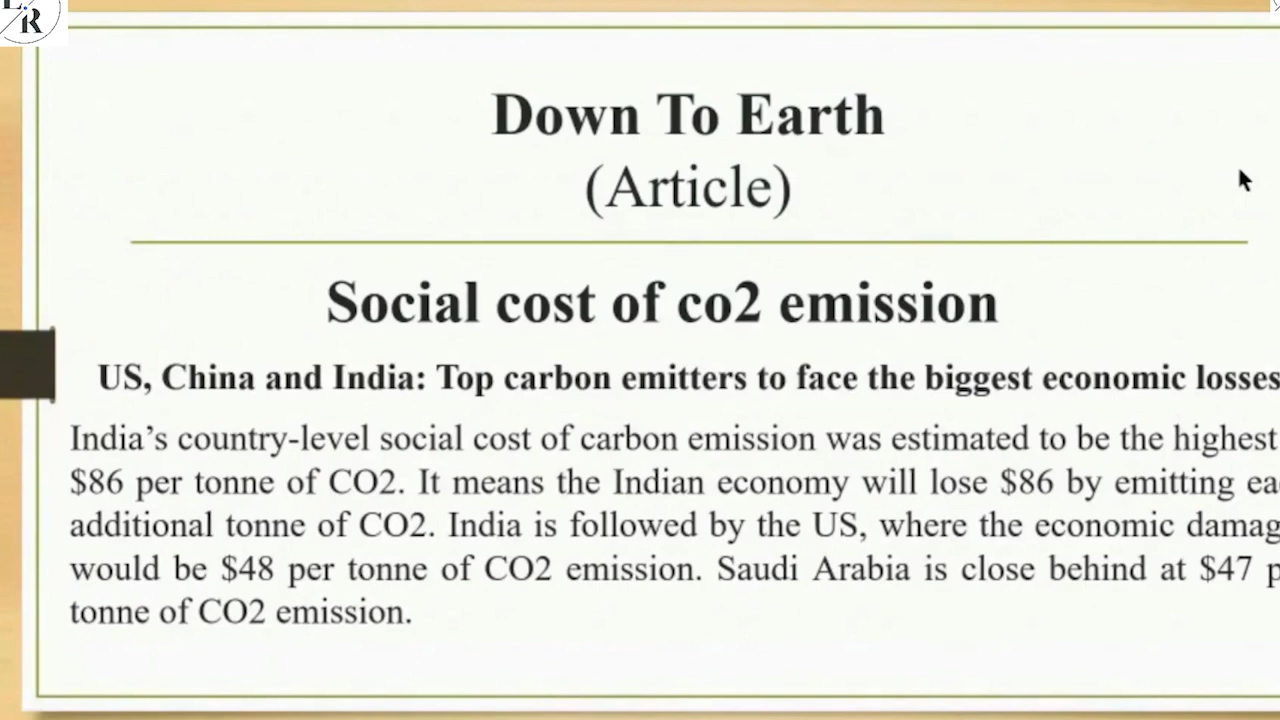 R
Down To Earth
(Article)
Social cost of co2 emission
US, China and India: Top carbon emitters to face the biggest economic losses
India’s country-level social cost of carbon emission was estimated to be the highest
$86 per tonne of CO2. It means the Indian economy will lose $86 by emitting
additional tonne of CO2. India is followed by the US, where the economic
would be $48 per tonne of CO2 emission. Saudi Arabia is close behind at $47
tonne of CO2 emission.